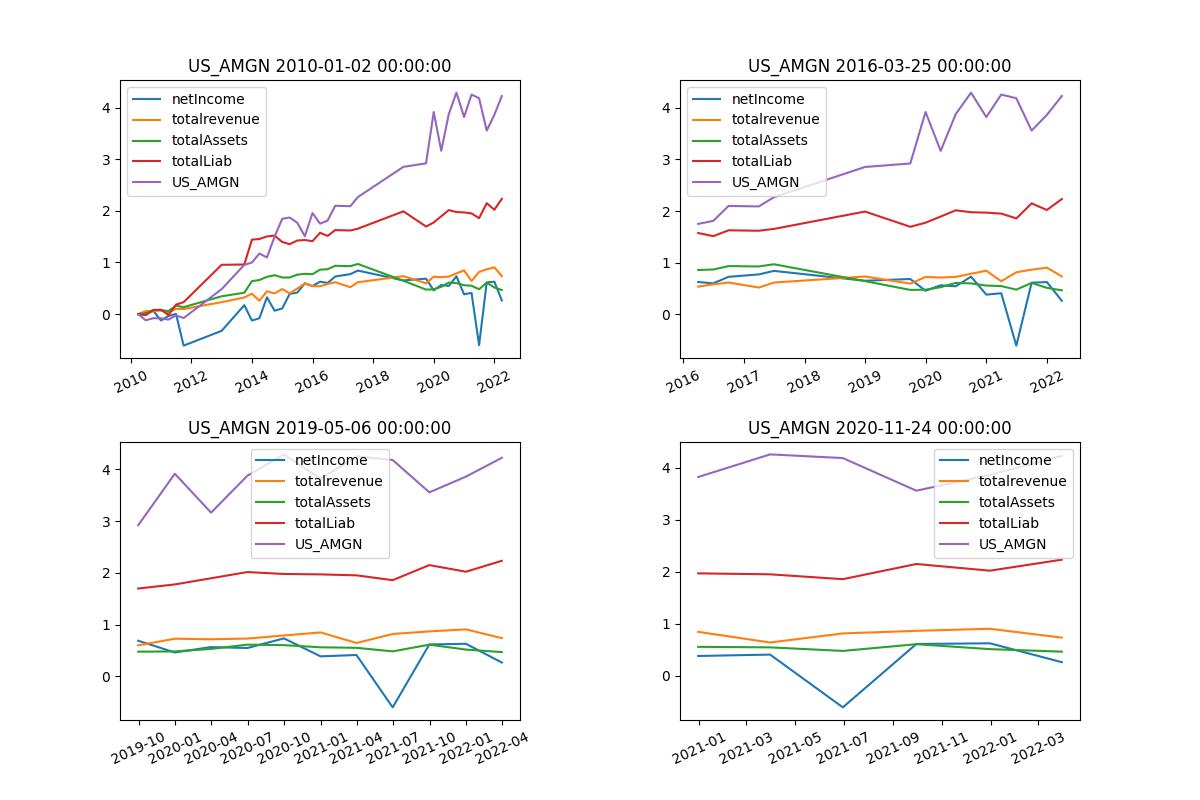 US_AMGN 2010-01-02 00:00:00
netIncome
totalrevenue
totalAssets
totalLiab
US_AMGN
4
3
2
1
0
2010 2012 2014 2016 2018 2020 2022
US_AMGN 2016-03-25 00:00:00
netIncome
totalrevenue
totalAssets
totalLiab
US_AMGN
4
3
2
1
0
2016 2017 2018 2019 2020 2021 2022
US_AMGN 2019-05-06 00:00:00
netIncome
totalrevenue
totalAssets
totalLiab
US_AMGN
4
3
2
1
0
2019-10 2020-01 2020-04 2020-07 2020-10 2021-01 2021-04 2021-07 2021-10 2022-01 2022-04
US_AMGN 2020-11-24 00:00:00
netIncome
totalrevenue
totalAssets
totalLiab
US_AMGN
4
3
2
1
0
2021-01 2021-03 2021-05 2021-07 2021-09 2021-11 2022-01 2022-03